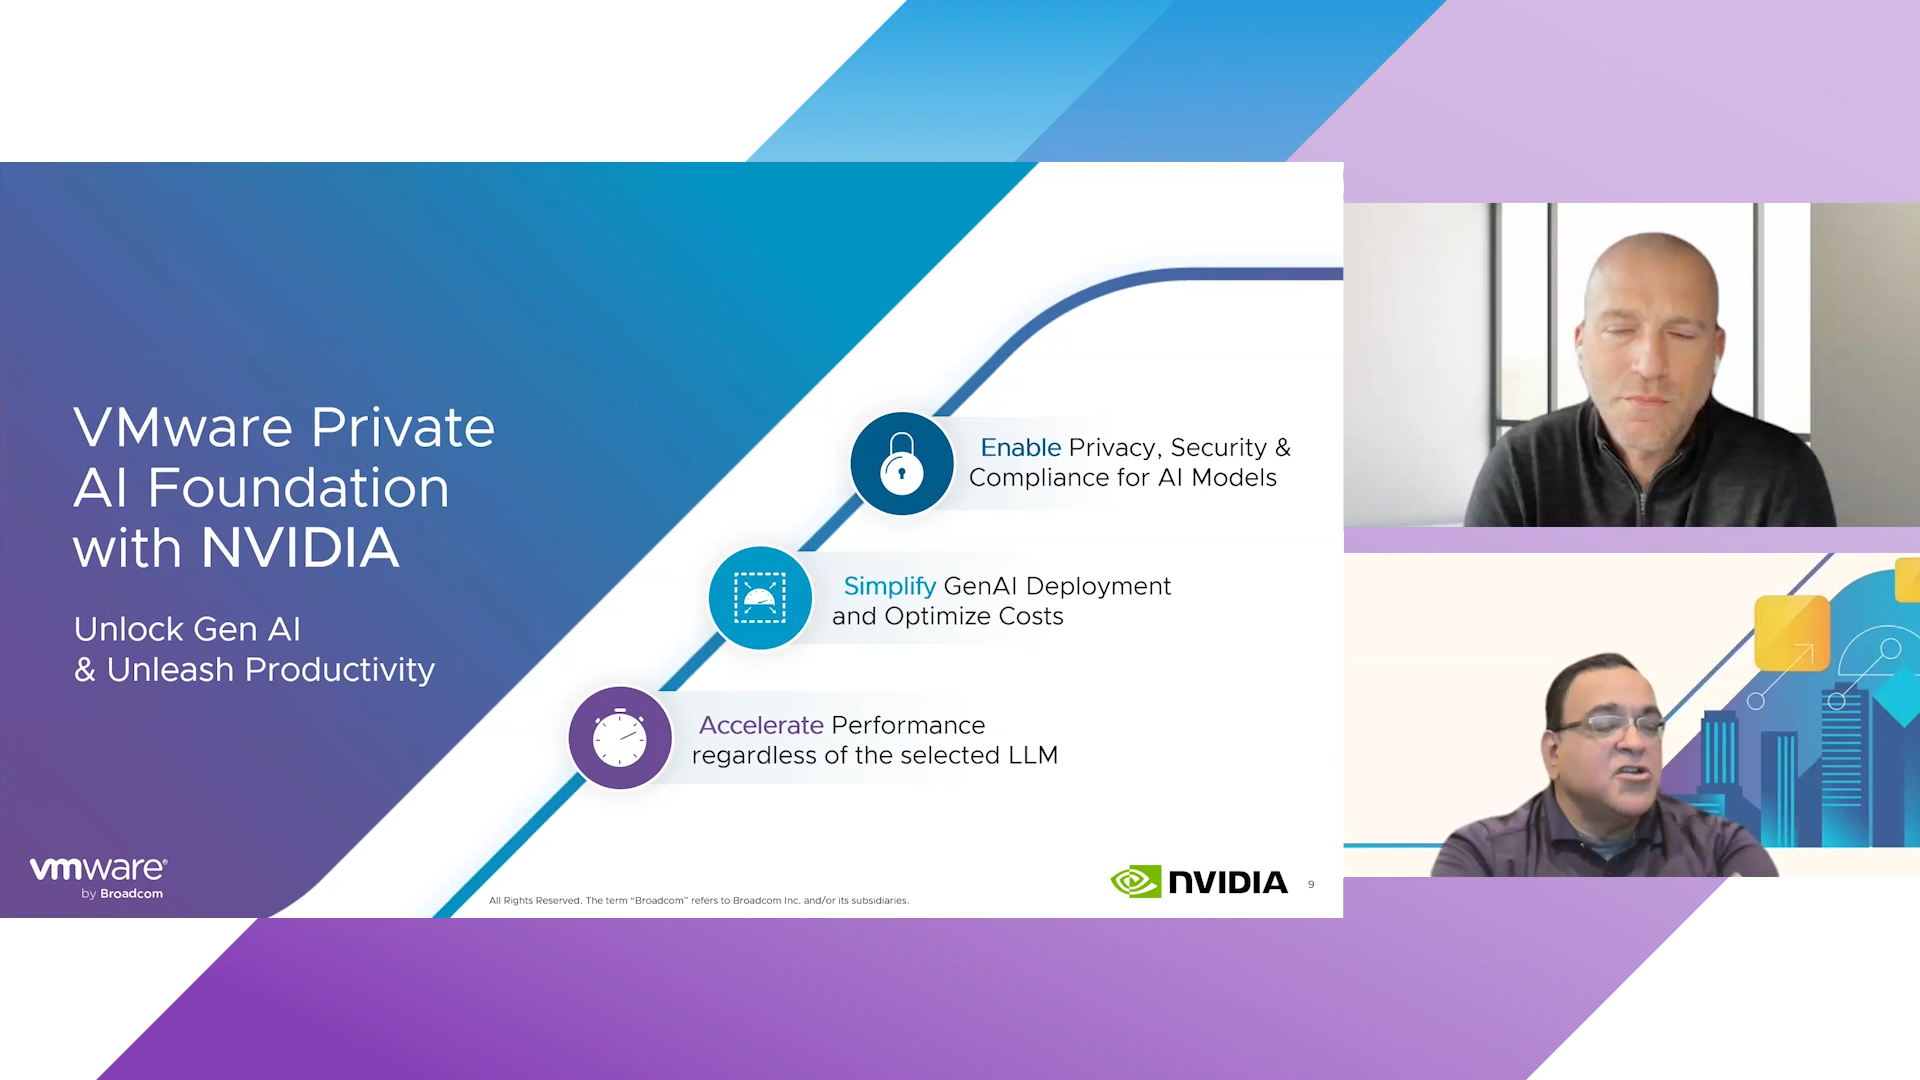 VMware Private
AI Foundation
with NVIDIA
Unlock Gen AI
& Unleash Productivity
Enable Privacy, Security &
Compliance for AI Models
Simplify GenAI Deployment
and Optimize Costs
Accelerate Performance
regardless of the selected LLM
vmware®
by Broadcom
All Rights Reserved. The term “Broadcom” refers to Broadcom Inc. and/or its subsidiaries.
NVIDIA
9